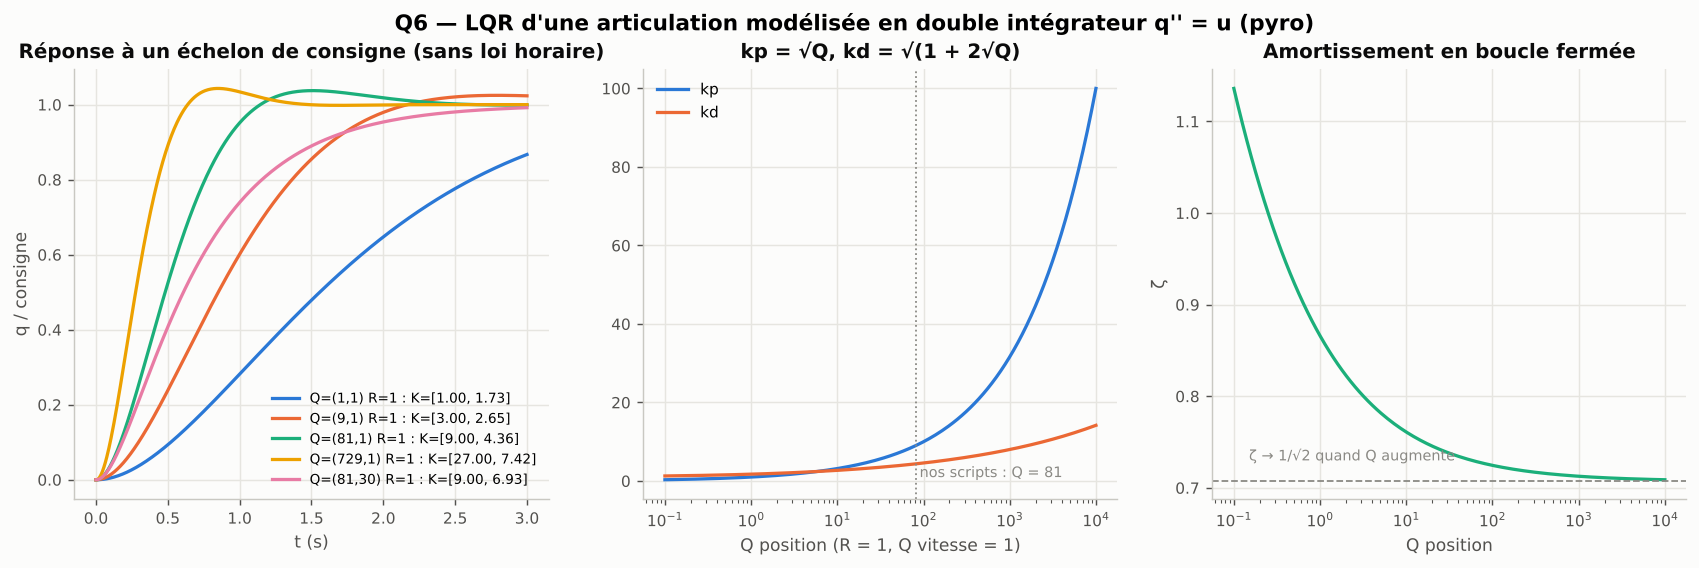 Q6 — LQR d'une articulation modélisée en double intégrateur q'' = u (pyro)
Réponse à un échelon de consigne (sans loi horaire)
q / consigne
1.0
0.8
0.6
0.4
0.2
0.0
Q=(1,1) R=1 : K=[1.00, 1.73]
Q=(9,1) R=1 : K=[3.00, 2.65]
Q=(81,1) R=1 : K=[9.00, 4.36]
Q=(729,1) R=1 : K=[27.00, 7.42]
Q=(81,30) R=1 : K=[9.00, 6.93]
0.0 0.5 1.0 1.5 2.0 2.5 3.0
t (s)
kp = √Q, kd = √(1 + 2√Q)
100
80
60
40
20
0
kp
kd
nos scripts : Q = 81
10⁻¹ 10⁰ 10¹ 10² 10³ 10⁴
Q position (R = 1, Q vitesse = 1)
Amortissement en boucle fermée
ζ
1.1
1.0
0.9
0.8
0.7
ζ → 1/√2 quand Q augmente
10⁻¹ 10⁰ 10¹ 10² 10³ 10⁴
Q position